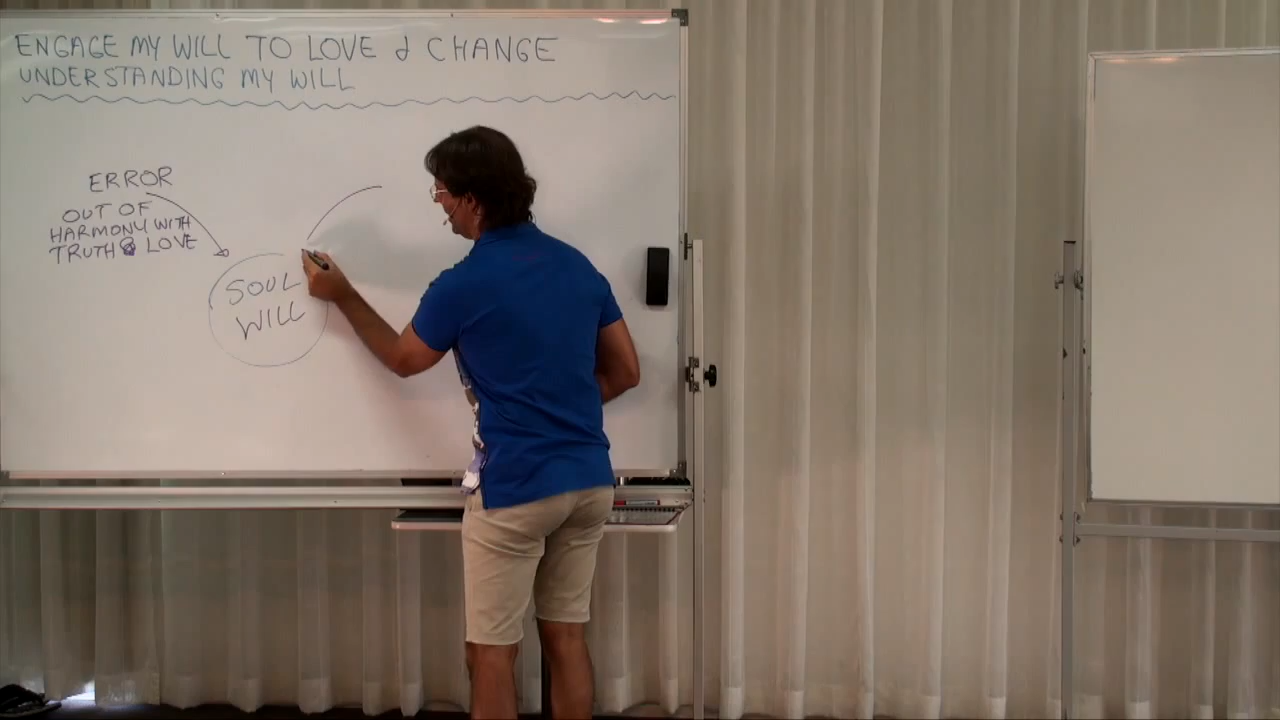 ENGAGE MY WILL TO LOVE & CHANGE
UNDERSTANDING MY WILL
ERROR
OUT OF
HARMONY WITH
TRUTH & LOVE
SOUL
WILL